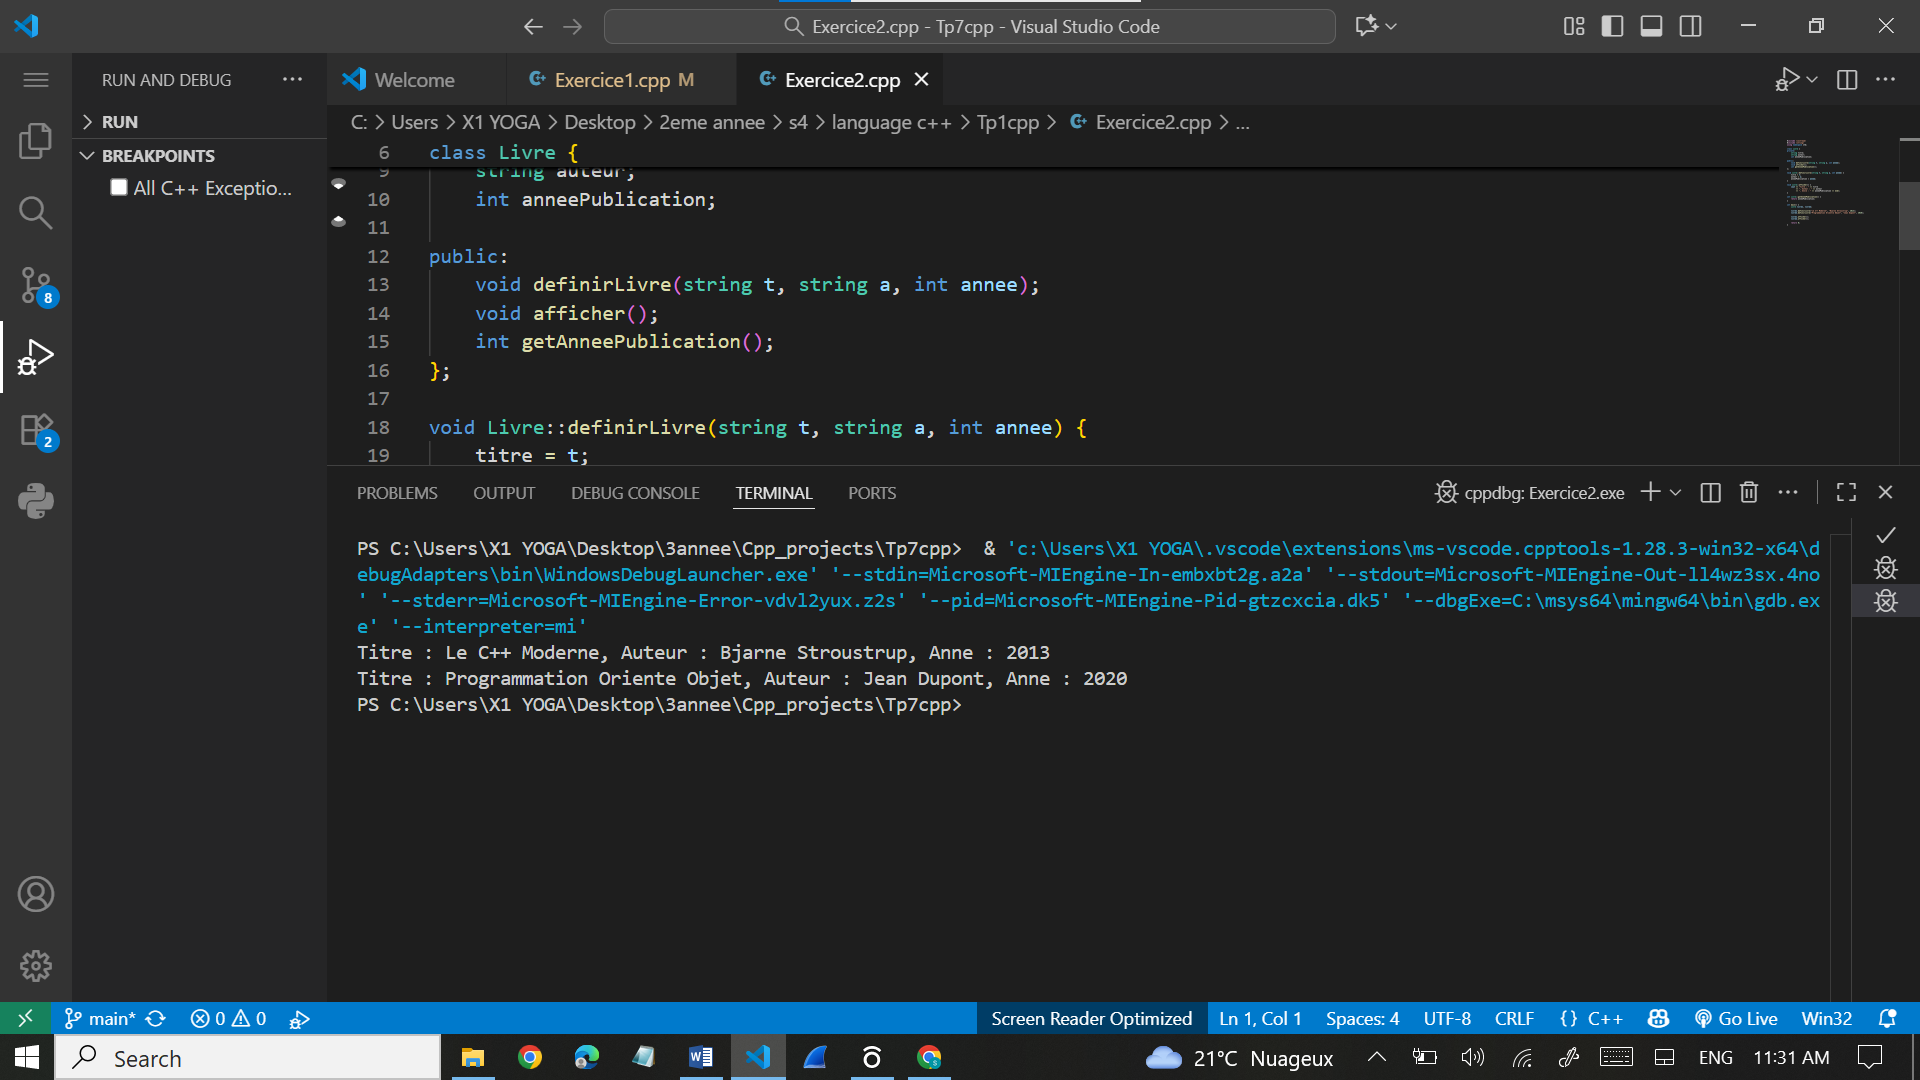 Exercice2.cpp - Tp7cpp - Visual Studio Code
RUN AND DEBUG
Welcome
Exercice1.cpp M
Exercice2.cpp
RUN
BREAKPOINTS
All C++ Exceptio...
C: > Users > X1 YOGA > Desktop > 2eme annee > s4 > language c++ > Tp1cpp > Exercice2.cpp > ...
6 class Livre {
9 string auteur;
10 int anneePublication;
11
12 public:
13 void definirLivre(string t, string a, int annee);
14 void afficher();
15 int getAnneePublication();
16 };
17
18 void Livre::definirLivre(string t, string a, int annee) {
19 titre = t;
8
2
PROBLEMS OUTPUT DEBUG CONSOLE TERMINAL PORTS
cppdbg: Exercice2.exe
PS C:\Users\X1 YOGA\Desktop\3annee\Cpp_projects\Tp7cpp> & 'c:\Users\X1 YOGA\.vscode\extensions\ms-vscode.cpptools-1.28.3-win32-x64\d
ebugAdapters\bin\WindowsDebugLauncher.exe' '--stdin=Microsoft-MIEngine-In-embxbt2g.a2a' '--stdout=Microsoft-MIEngine-Out-ll4wz3sx.4no
' '--stderr=Microsoft-MIEngine-Error-vdvl2yux.z2s' '--pid=Microsoft-MIEngine-Pid-gtzcxcia.dk5' '--dbgExe=C:\msys64\mingw64\bin\gdb.ex
e' '--interpreter=mi'
Titre : Le C++ Moderne, Auteur : Bjarne Stroustrup, Anne : 2013
Titre : Programmation Oriente Objet, Auteur : Jean Dupont, Anne : 2020
PS C:\Users\X1 YOGA\Desktop\3annee\Cpp_projects\Tp7cpp>
main* 0 0
Screen Reader Optimized Ln 1, Col 1 Spaces: 4 UTF-8 CRLF {} C++ Go Live Win32
Search
21°C Nuageux
ENG 11:31 AM